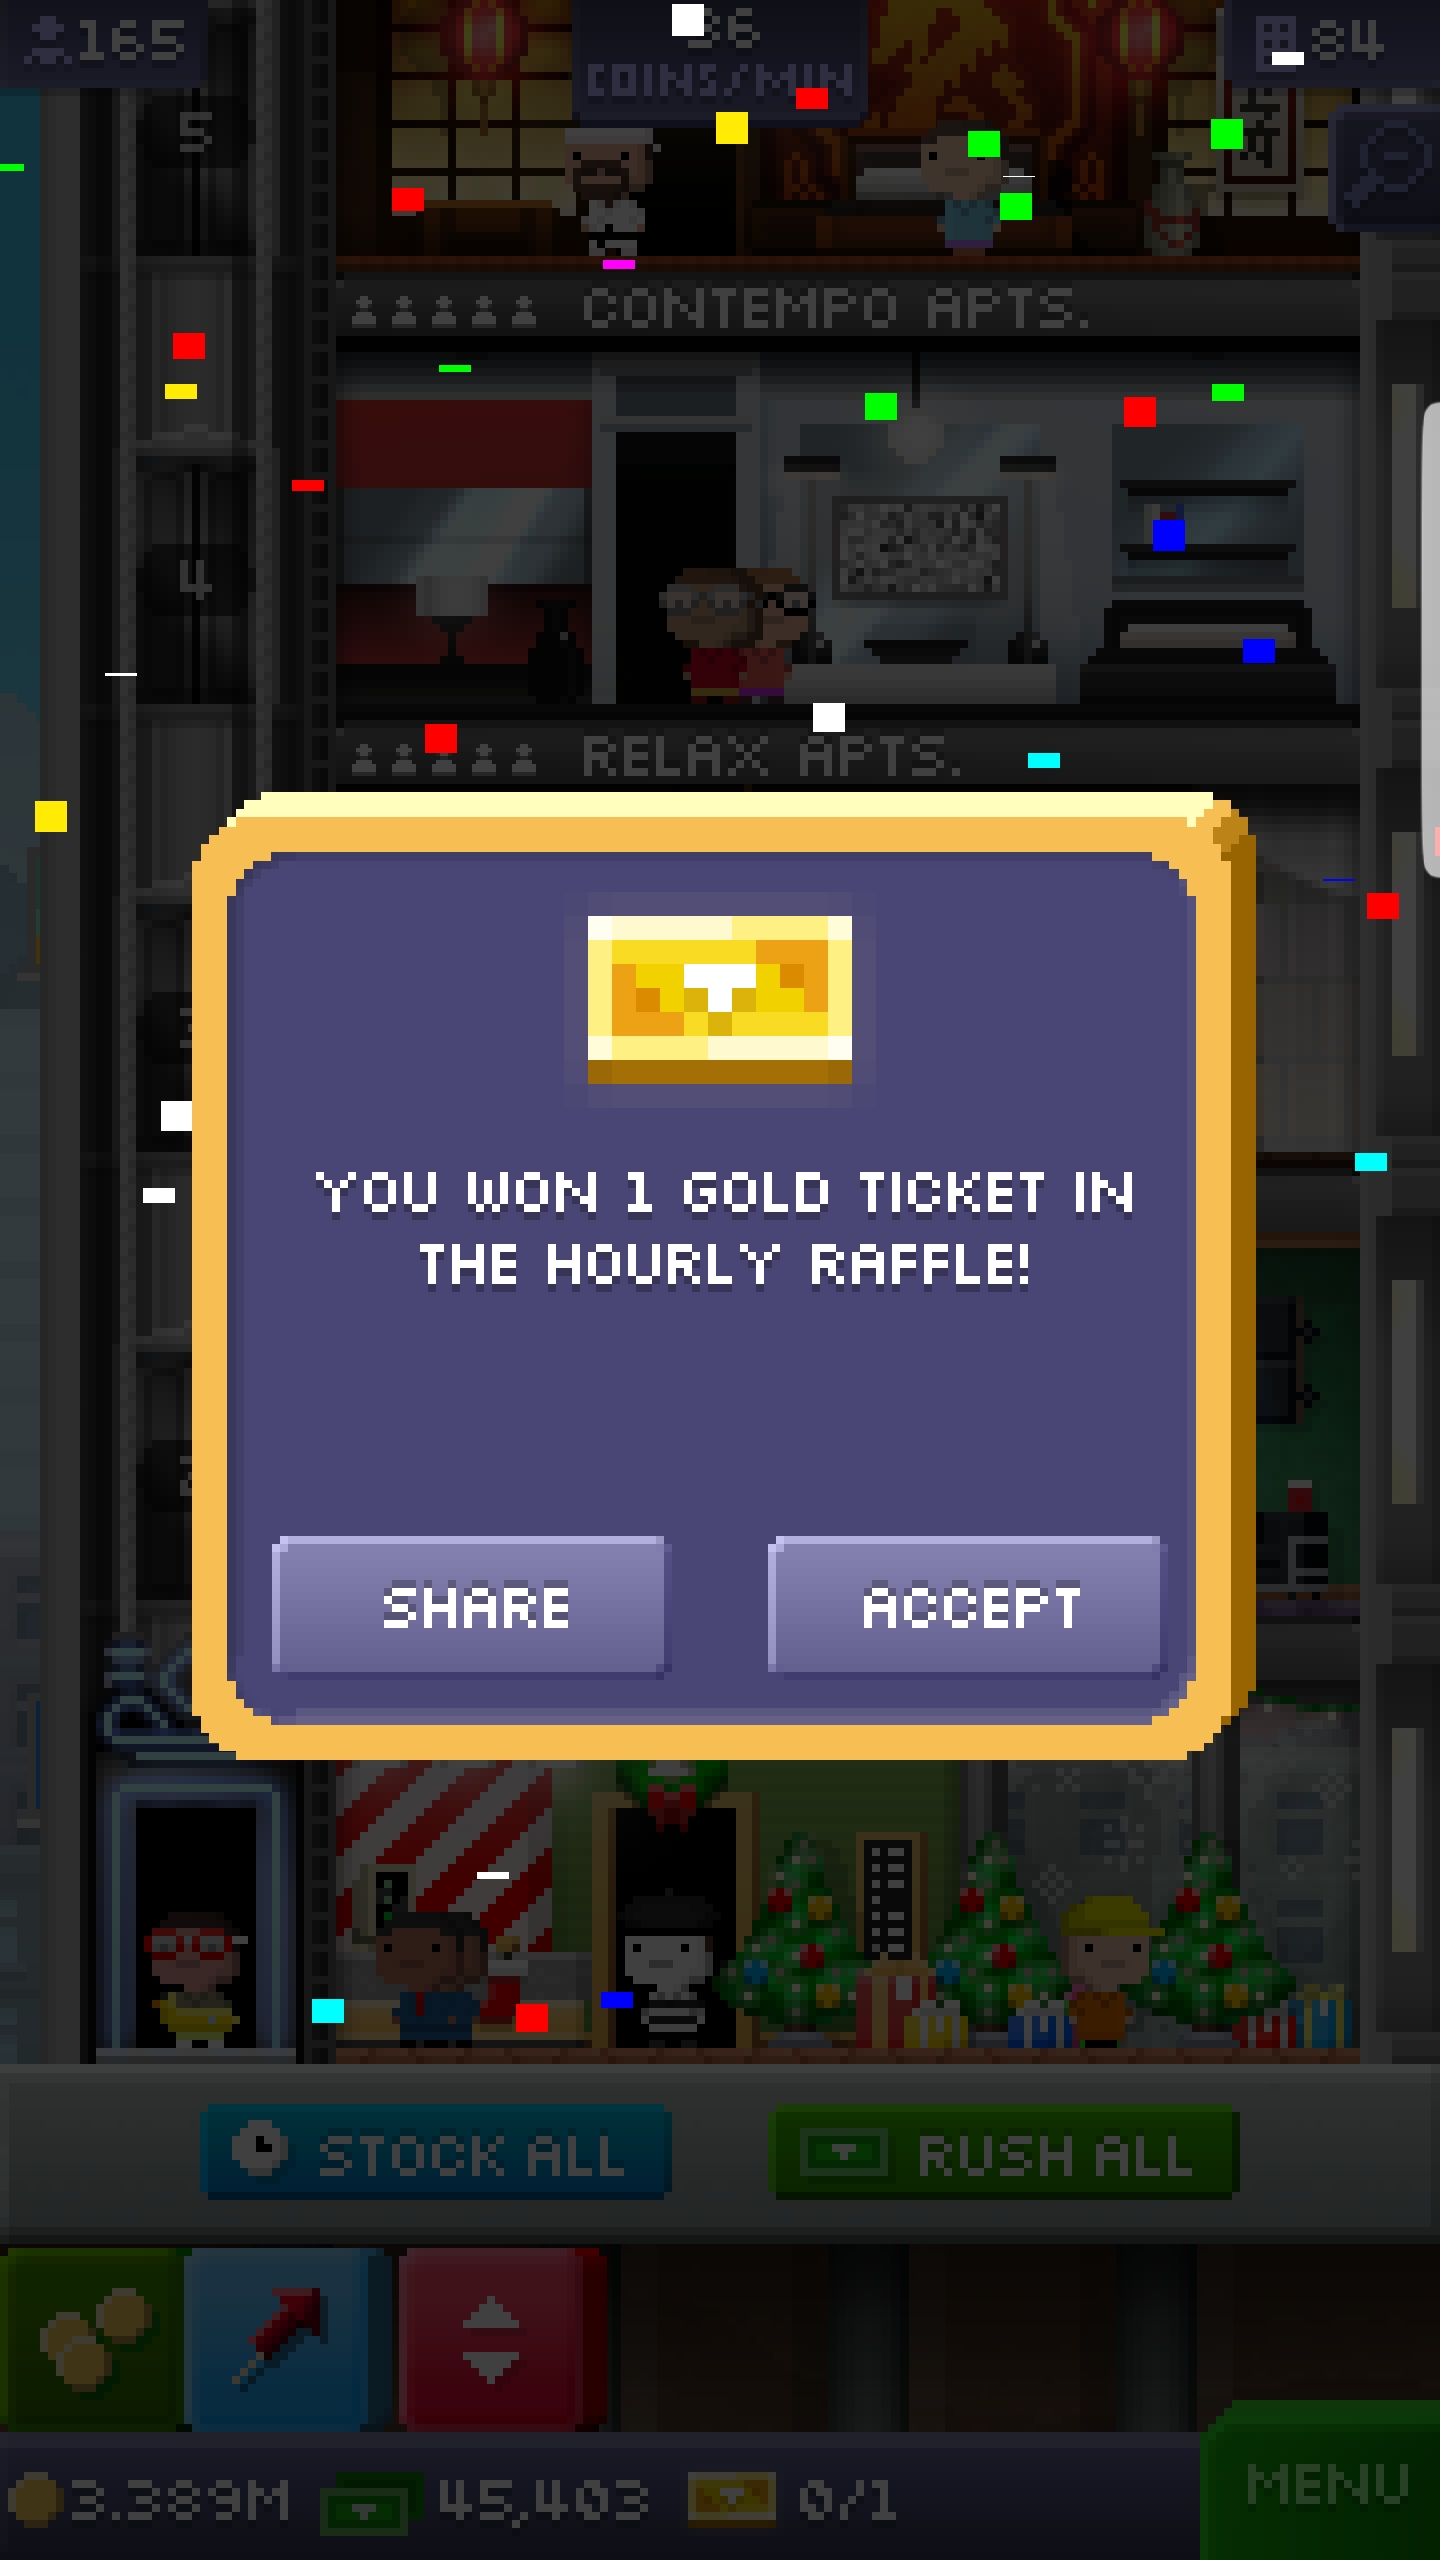 165
COINS/MIN
84
5
CONTEMPO APTS.
4
RELAX APTS.
YOU WON 1 GOLD TICKET IN
THE HOURLY RAFFLE!
SHARE
ACCEPT
STOCK ALL
RUSH ALL
3.389M
45,403
0/1
MENU